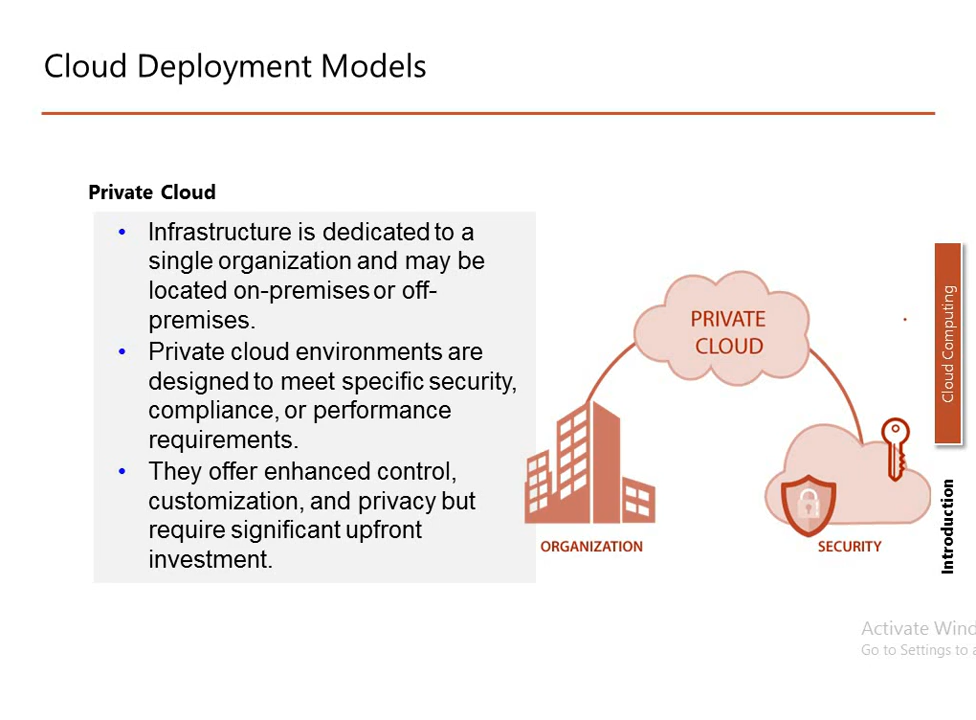 Cloud Deployment Models
Private Cloud
• Infrastructure is dedicated to a
single organization and may be
located on-premises or off-
premises.
• Private cloud environments are
designed to meet specific security,
compliance, or performance
requirements.
• They offer enhanced control,
customization, and privacy but
require significant upfront
investment.
PRIVATE
CLOUD
ORGANIZATION
SECURITY
Cloud Computing
Introduction
Activate Wind
Go to Settings to a